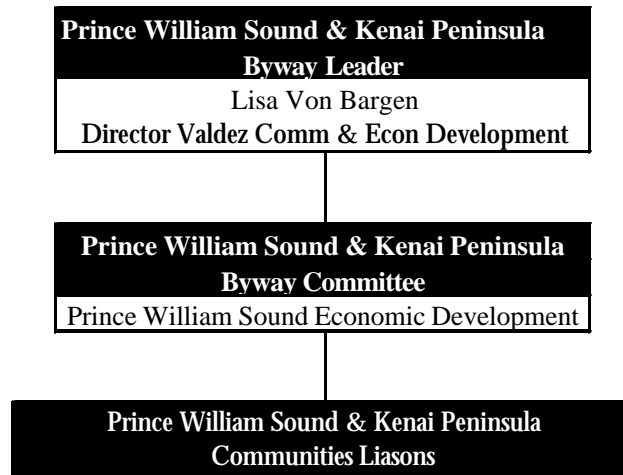 Prince William Sound & Kenai Peninsula
Byway Leader
Lisa Von Bargen
Director Valdez Comm & Econ Development
Prince William Sound & Kenai Peninsula
Byway Committee
Prince William Sound Economic Development
Prince William Sound & Kenai Peninsula
Communities Liasons